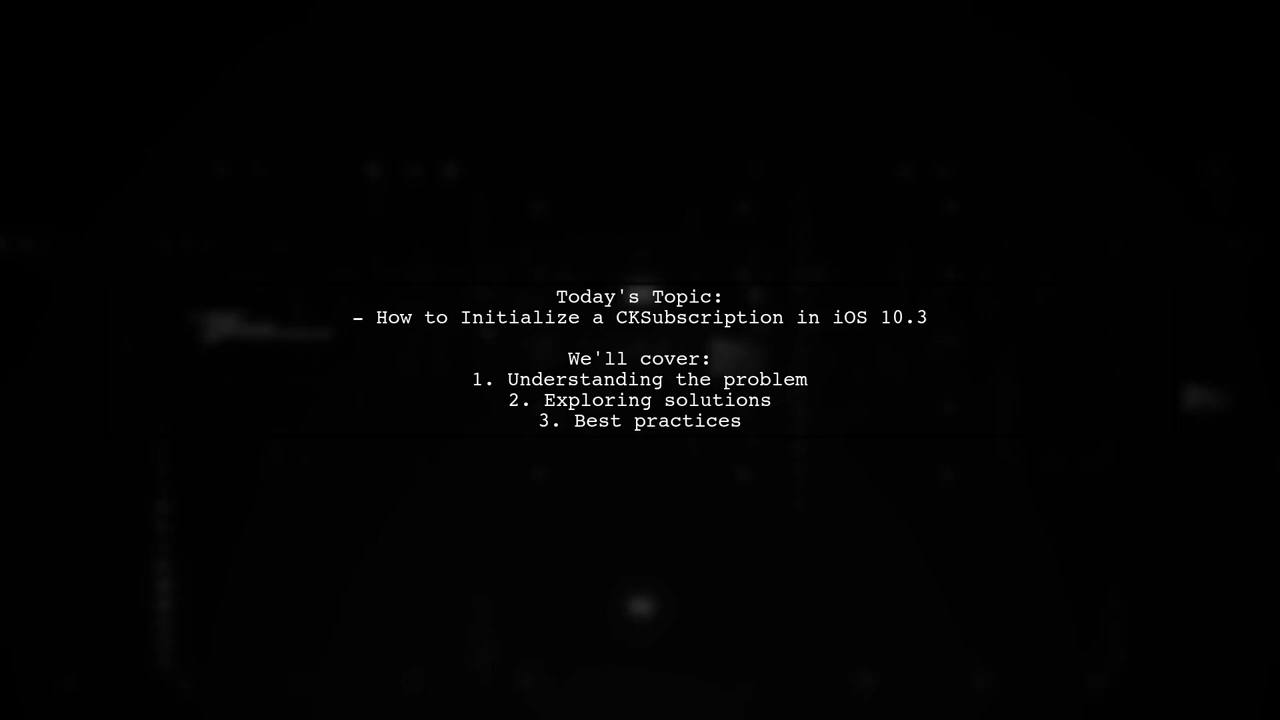 Today's Topic:
- How to Initialize a CKSubscription in iOS 10.3
We'll cover:
1. Understanding the problem
2. Exploring solutions
3. Best practices